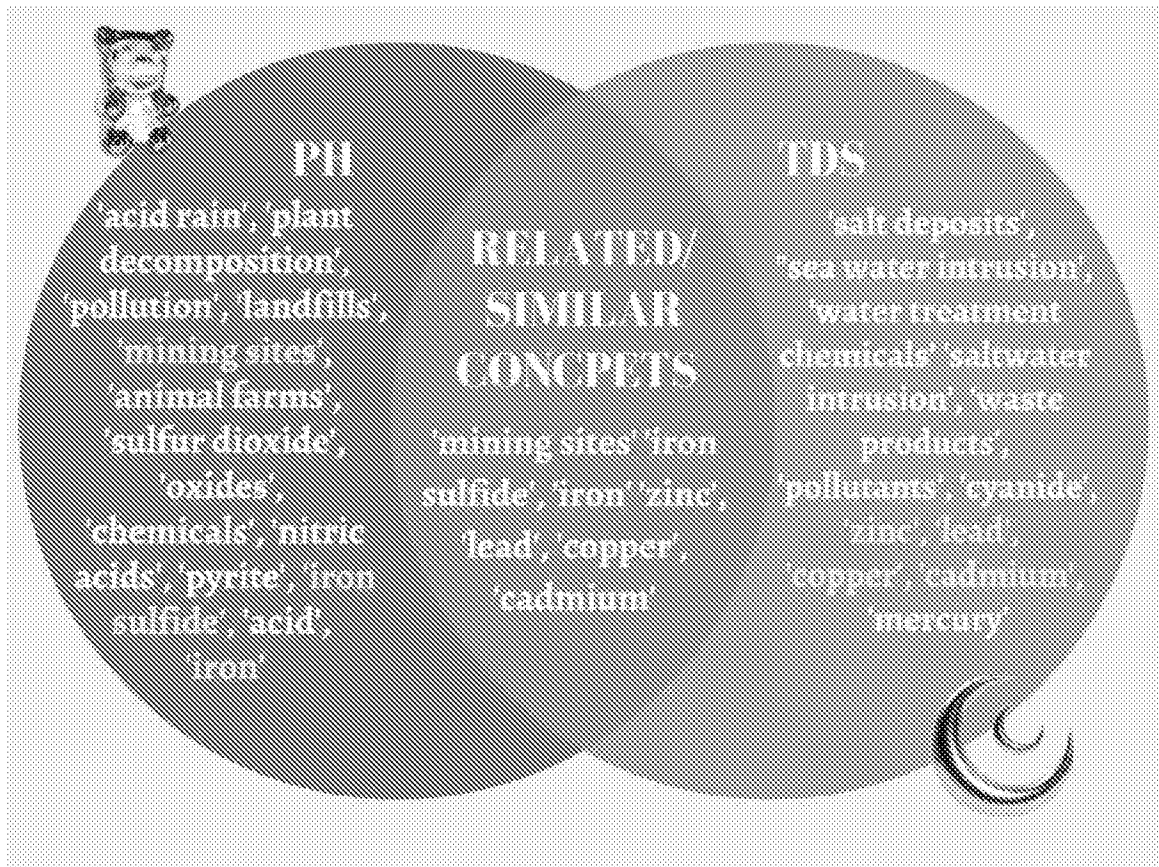 PH
'acid rain', 'plant
decomposition',
'pollution', 'landfills',
'mining sites',
'animal farms',
'sulfur dioxide',
'oxides',
'chemicals', 'nitric
acids', 'pyrite', 'iron
sulfide', 'acid',
'iron'
RELATED/
SIMILAR
CONCPETS
'mining sites' 'iron
sulfide', 'iron' 'zinc',
'lead', 'copper',
'cadmium'
TDS
'salt deposits',
'sea water intrusion',
'water treatment
chemicals' 'saltwater
intrusion', 'waste
products',
'pollutants', 'cyanide',
'zinc', 'lead',
'copper', 'cadmium',
'mercury'